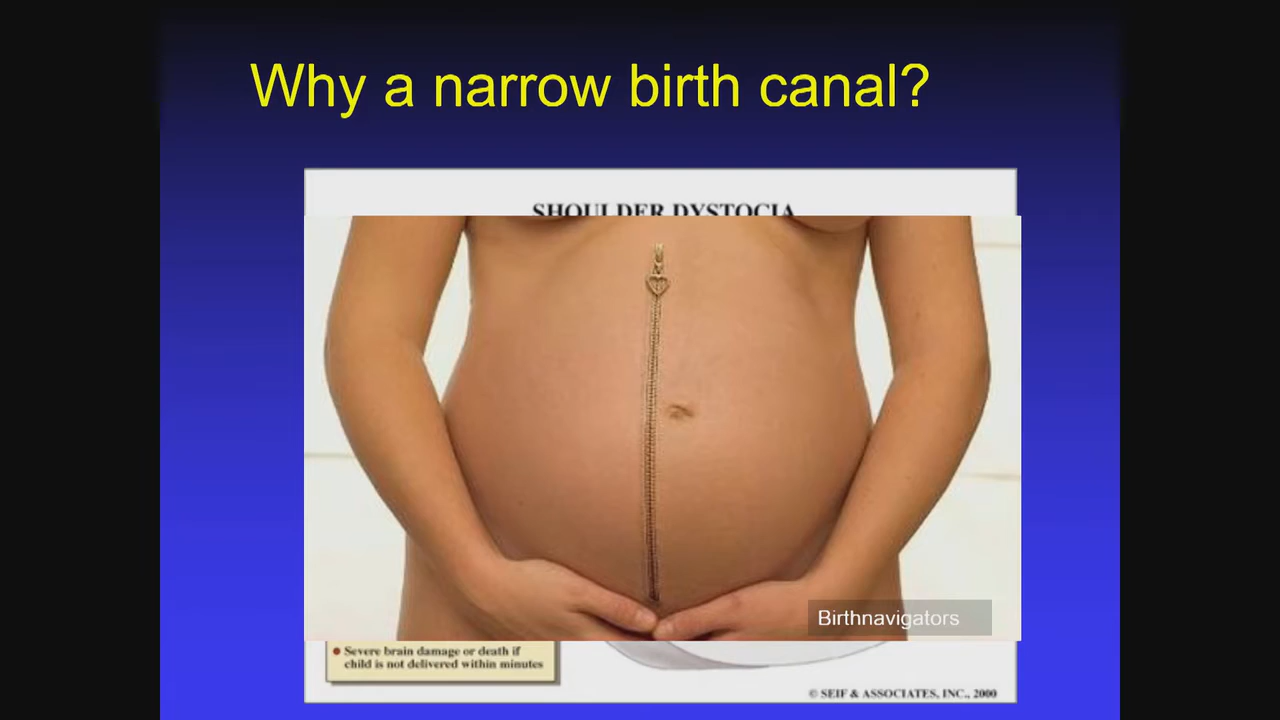 Why a narrow birth canal?
SHOULDER DYSTOCIA
Birthnavigators
Severe brain damage or death if
child is not delivered within minutes
© SEIF & ASSOCIATES, INC., 2000